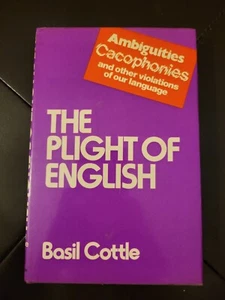 Ambiguities
Cacophonies
and other violations
of our language
THE
PLIGHT OF
ENGLISH
Basil Cottle